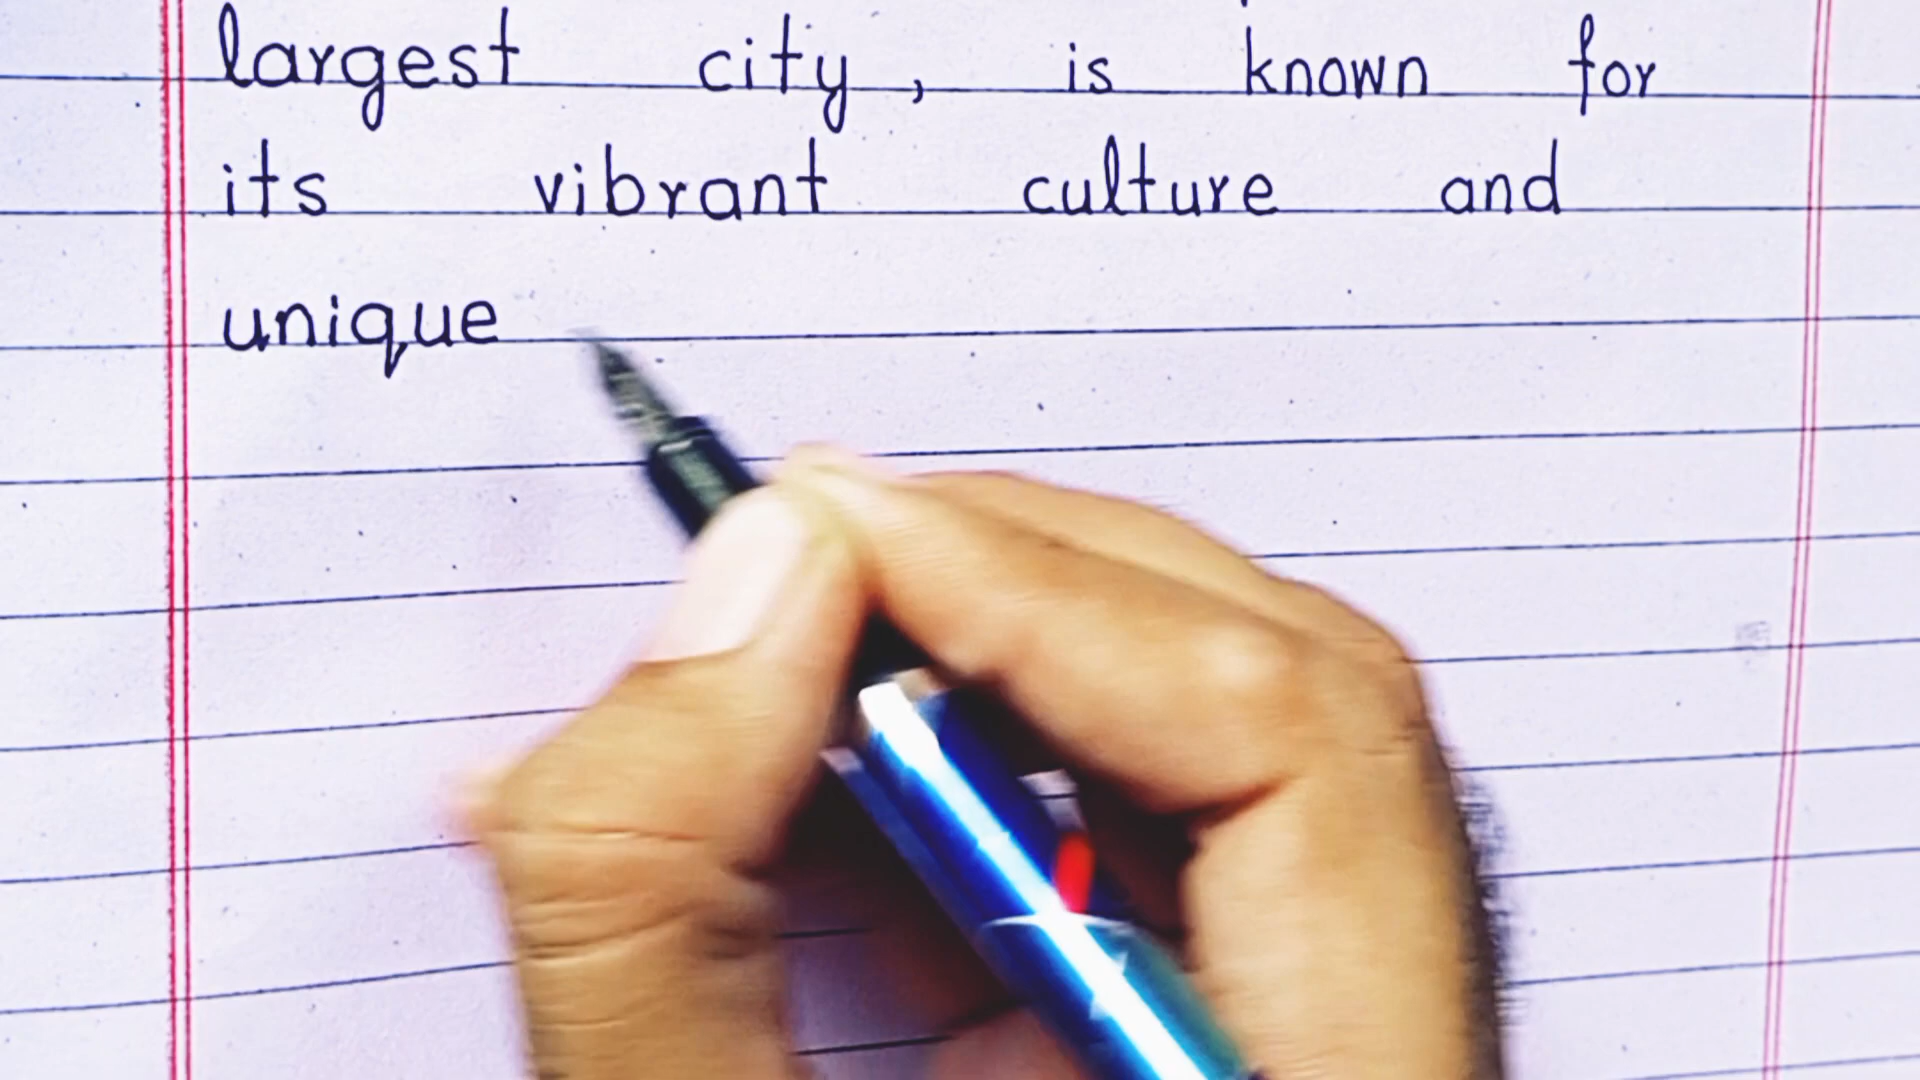 largest city, is known for
its vibrant culture and
unique